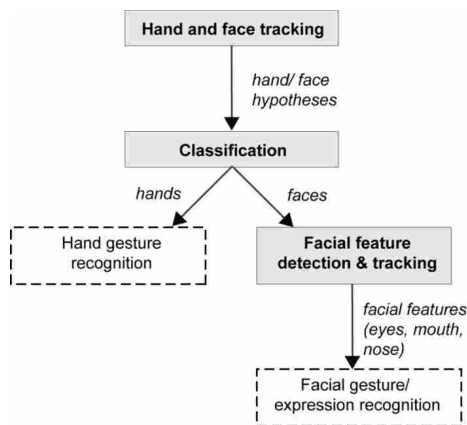 Hand and face tracking
hand/ face
hypotheses
Classification
hands
faces
Hand gesture
recognition
Facial feature
detection & tracking
facial features
(eyes, mouth,
nose)
Facial gesture/
expression recognition